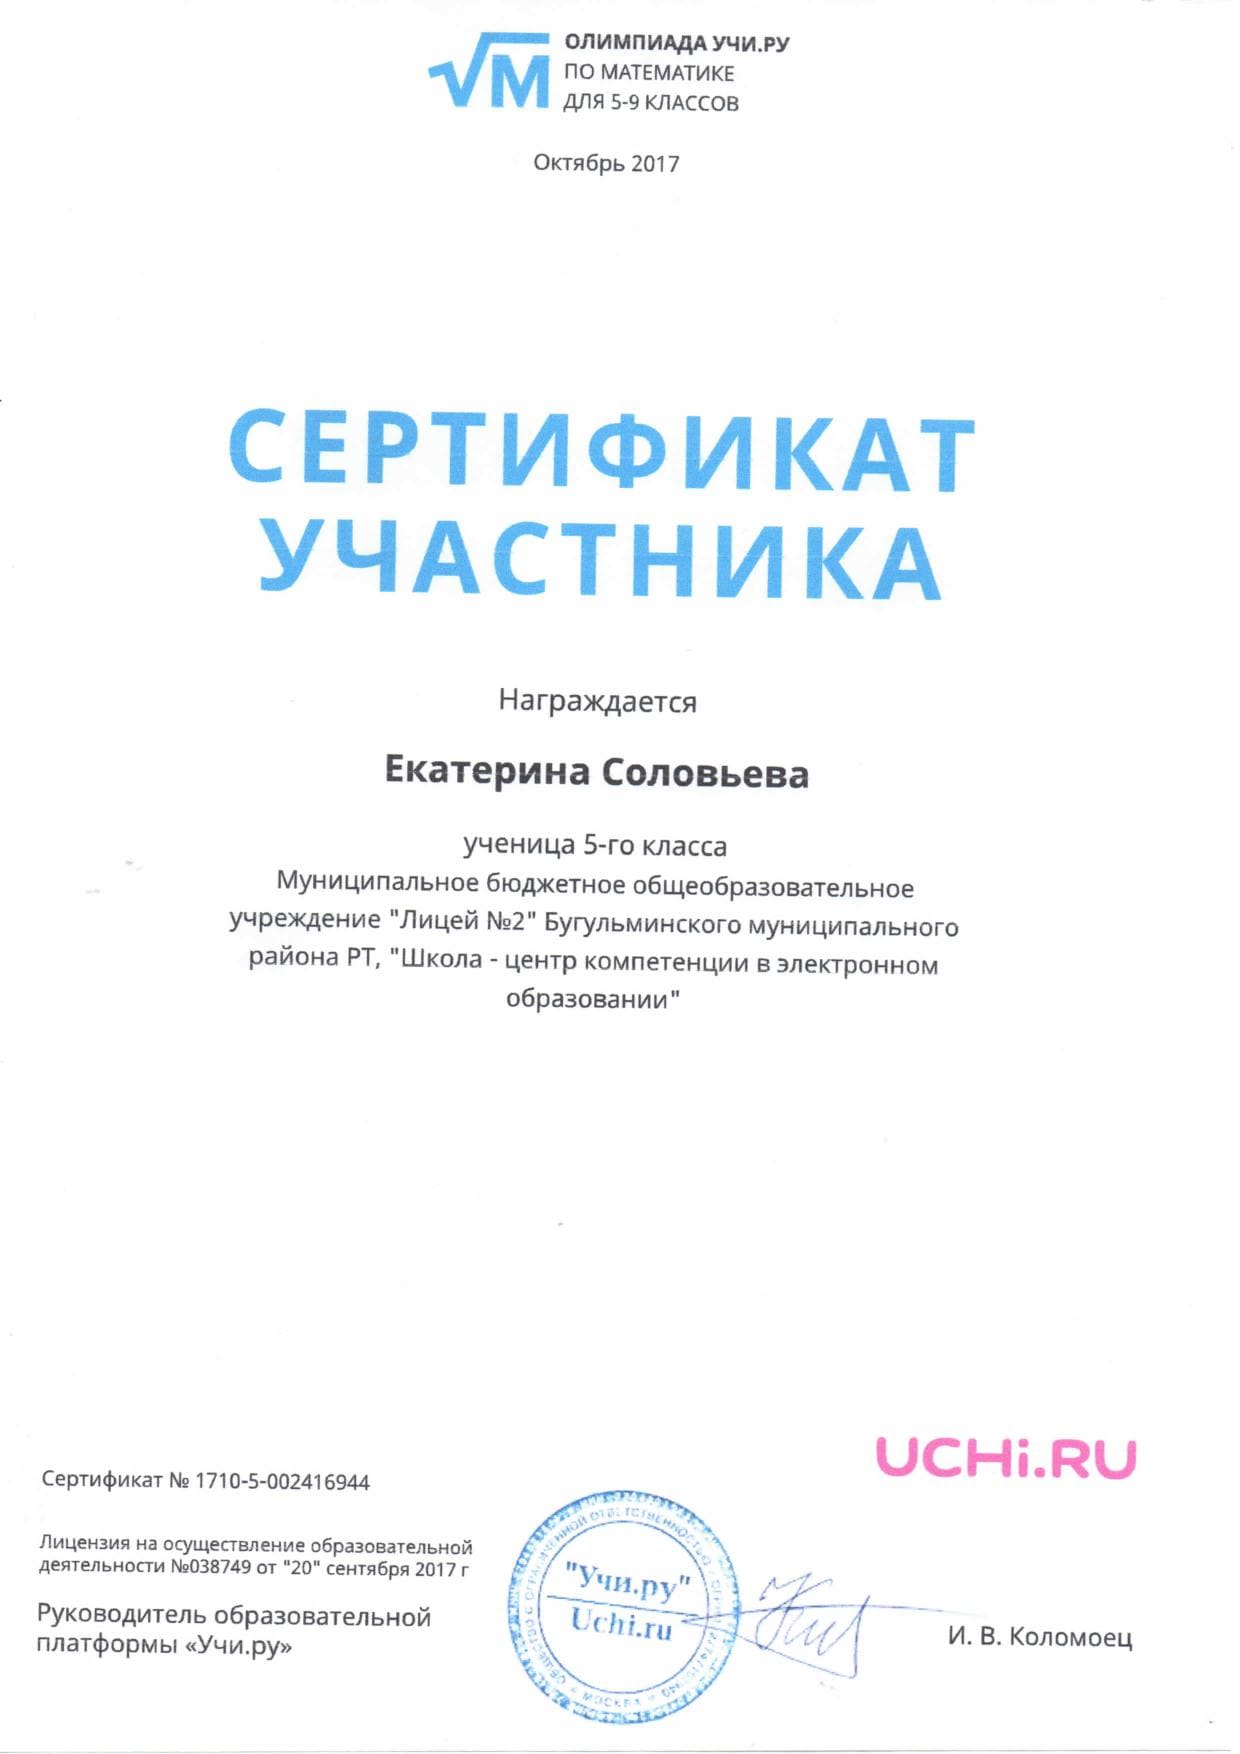 √М ОЛИМПИАДА УЧИ.РУ
ПО МАТЕМАТИКЕ
ДЛЯ 5-9 КЛАССОВ
Октябрь 2017
СЕРТИФИКАТ
УЧАСТНИКА
Награждается
Екатерина Соловьева
ученица 5-го класса
Муниципальное бюджетное общеобразовательное
учреждение "Лицей №2" Бугульминского муниципального
района РТ, "Школа - центр компетенции в электронном
образовании"
UCHi.RU
Сертификат № 1710-5-002416944
Лицензия на осуществление образовательной
деятельности №038749 от "20" сентября 2017 г
Руководитель образовательной
платформы «Учи.ру»
ОБЩЕСТВО С ОГРАНИЧЕННОЙ ОТВЕТСТВЕННОСТЬЮ
"Учи.ру"
Uchi.ru
МОСКВА
И. В. Коломоец